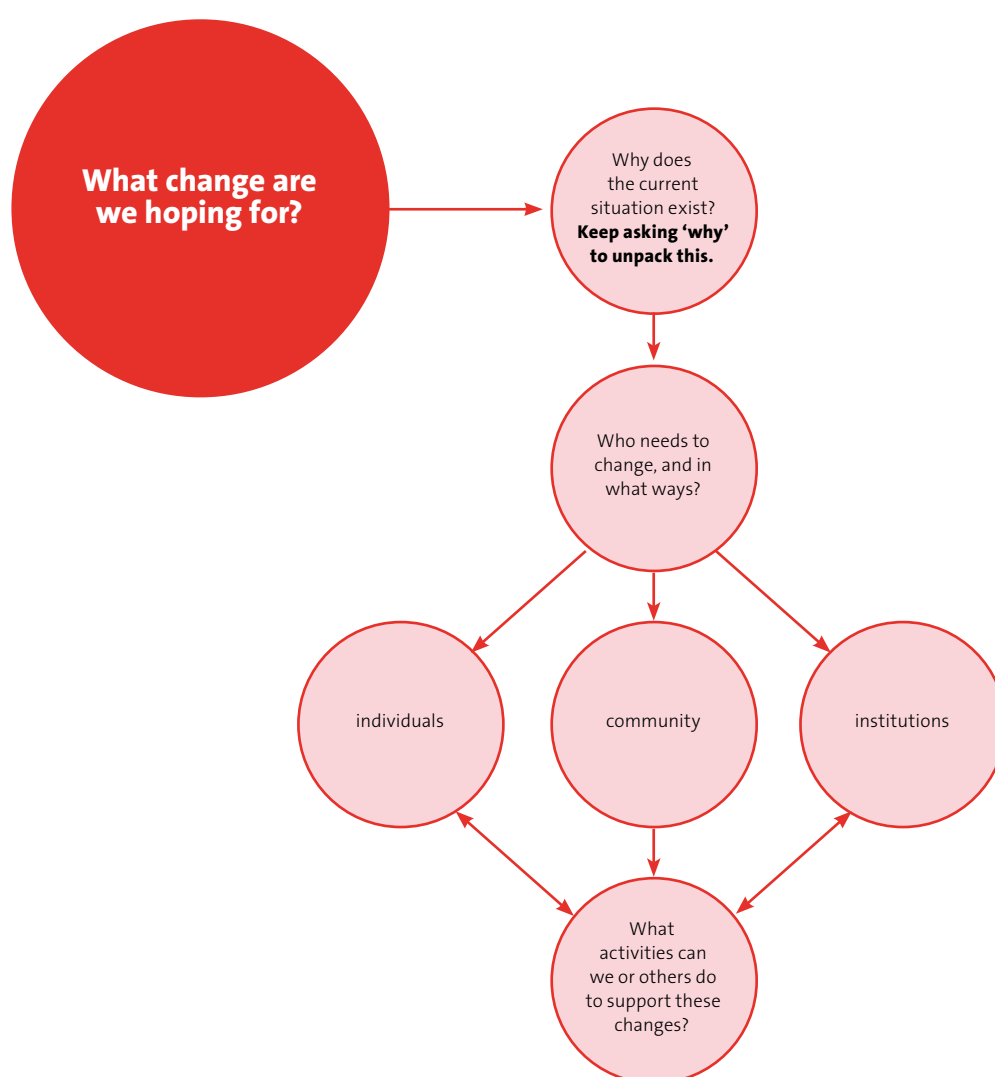 What change are
we hoping for?
Why does
the current
situation exist?
Keep asking ‘why’
to unpack this.
Who needs to
change, and in
what ways?
individuals
community
institutions
What
activities can
we or others do
to support these
changes?